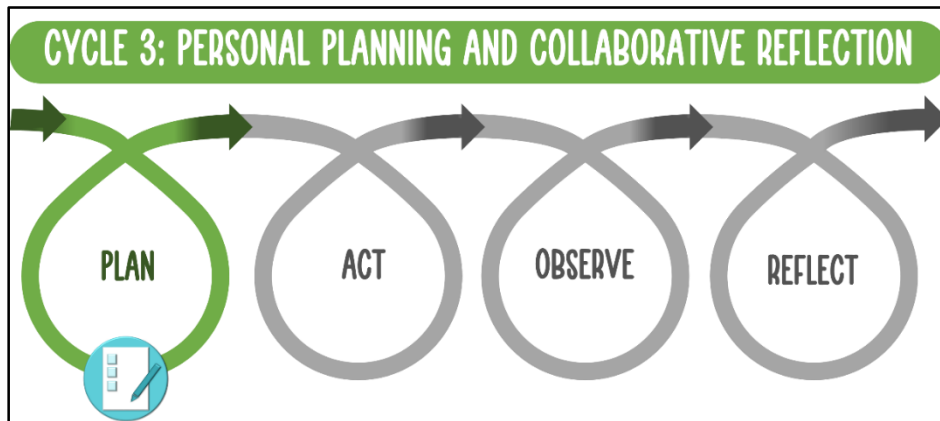 CYCLE 3: PERSONAL PLANNING AND COLLABORATIVE REFLECTION
PLAN
ACT
OBSERVE
REFLECT